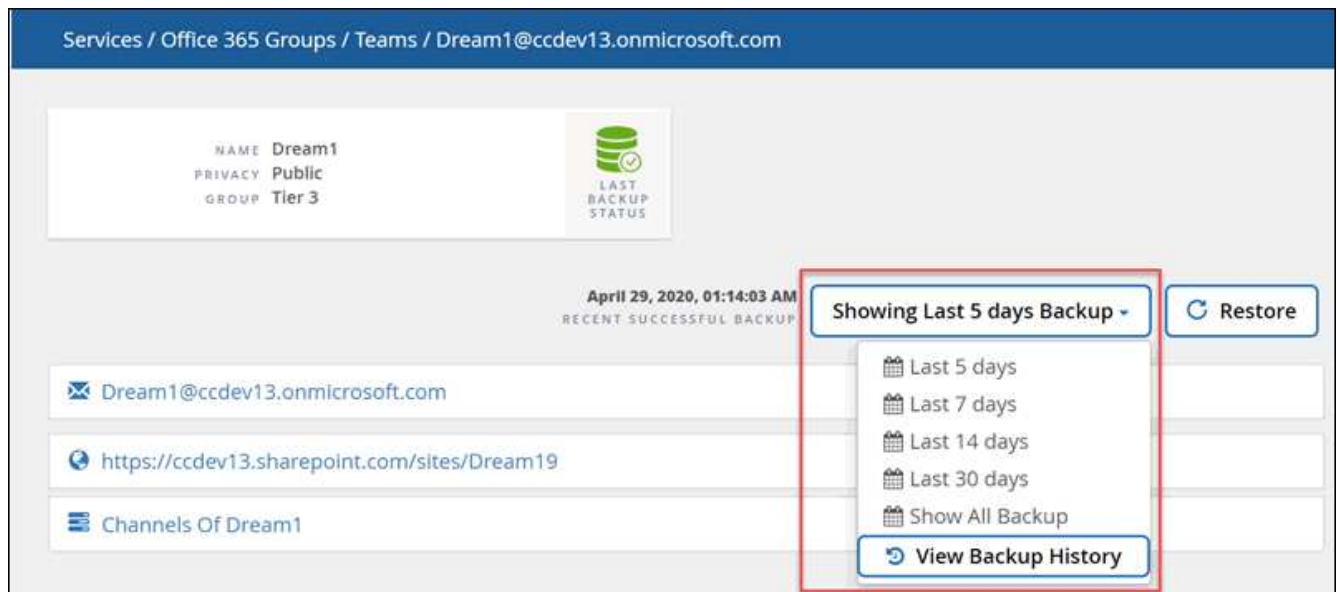 Services / Office 365 Groups / Teams / Dream1@ccdev13.onmicrosoft.com
NAME Dream1
PRIVACY Public
GROUP Tier 3
LAST
BACKUP
STATUS
April 29, 2020, 01:14:03 AM
RECENT SUCCESSFUL BACKUP
Showing Last 5 days Backup
Restore
Last 5 days
Last 7 days
Last 14 days
Last 30 days
Show All Backup
View Backup History
Dream1@ccdev13.onmicrosoft.com
https://ccdev13.sharepoint.com/sites/Dream19
Channels Of Dream1